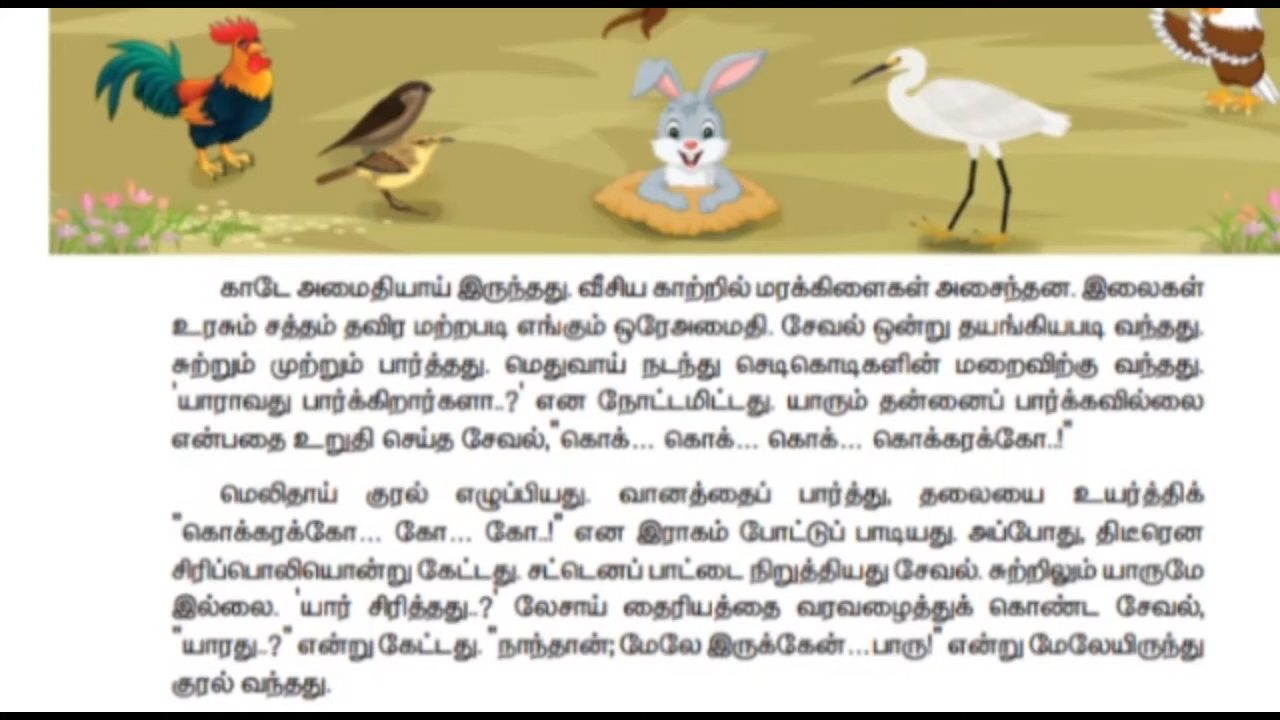 காடே அமைதியாய் இருந்தது. வீசிய காற்றில் மரக்கிளைகள் அசைந்தன. இலைகள்
உரசும் சத்தம் தவிர மற்றபடி எங்கும் ஒரேஅமைதி. சேவல் ஒன்று தயங்கியபடி வந்தது.
சுற்றும் முற்றும் பார்த்தது. மெதுவாய் நடந்து செடிகொடிகளின் மறைவிற்கு வந்தது.
'யாராவது பார்க்கிறார்களா..?' என நோட்டமிட்டது. யாரும் தன்னைப் பார்க்கவில்லை
என்பதை உறுதி செய்த சேவல்,"கொக்... கொக்... கொக்... கொக்கரக்கோ..!"
மெலிதாய் குரல் எழுப்பியது. வானத்தைப் பார்த்து, தலையை உயர்த்திக்
"கொக்கரக்கோ... கோ... கோ..!" என இராகம் போட்டுப் பாடியது. அப்போது, திடீரென
சிரிப்பொலியொன்று கேட்டது. சட்டெனப் பாட்டை நிறுத்தியது சேவல். சுற்றிலும் யாருமே
இல்லை. 'யார் சிரித்தது..?' லேசாய் தைரியத்தை வரவழைத்துக் கொண்ட சேவல்,
"யாரது..?" என்று கேட்டது. "நாந்தான்; மேலே இருக்கேன்...பாரு!" என்று மேலேயிருந்து
குரல் வந்தது.